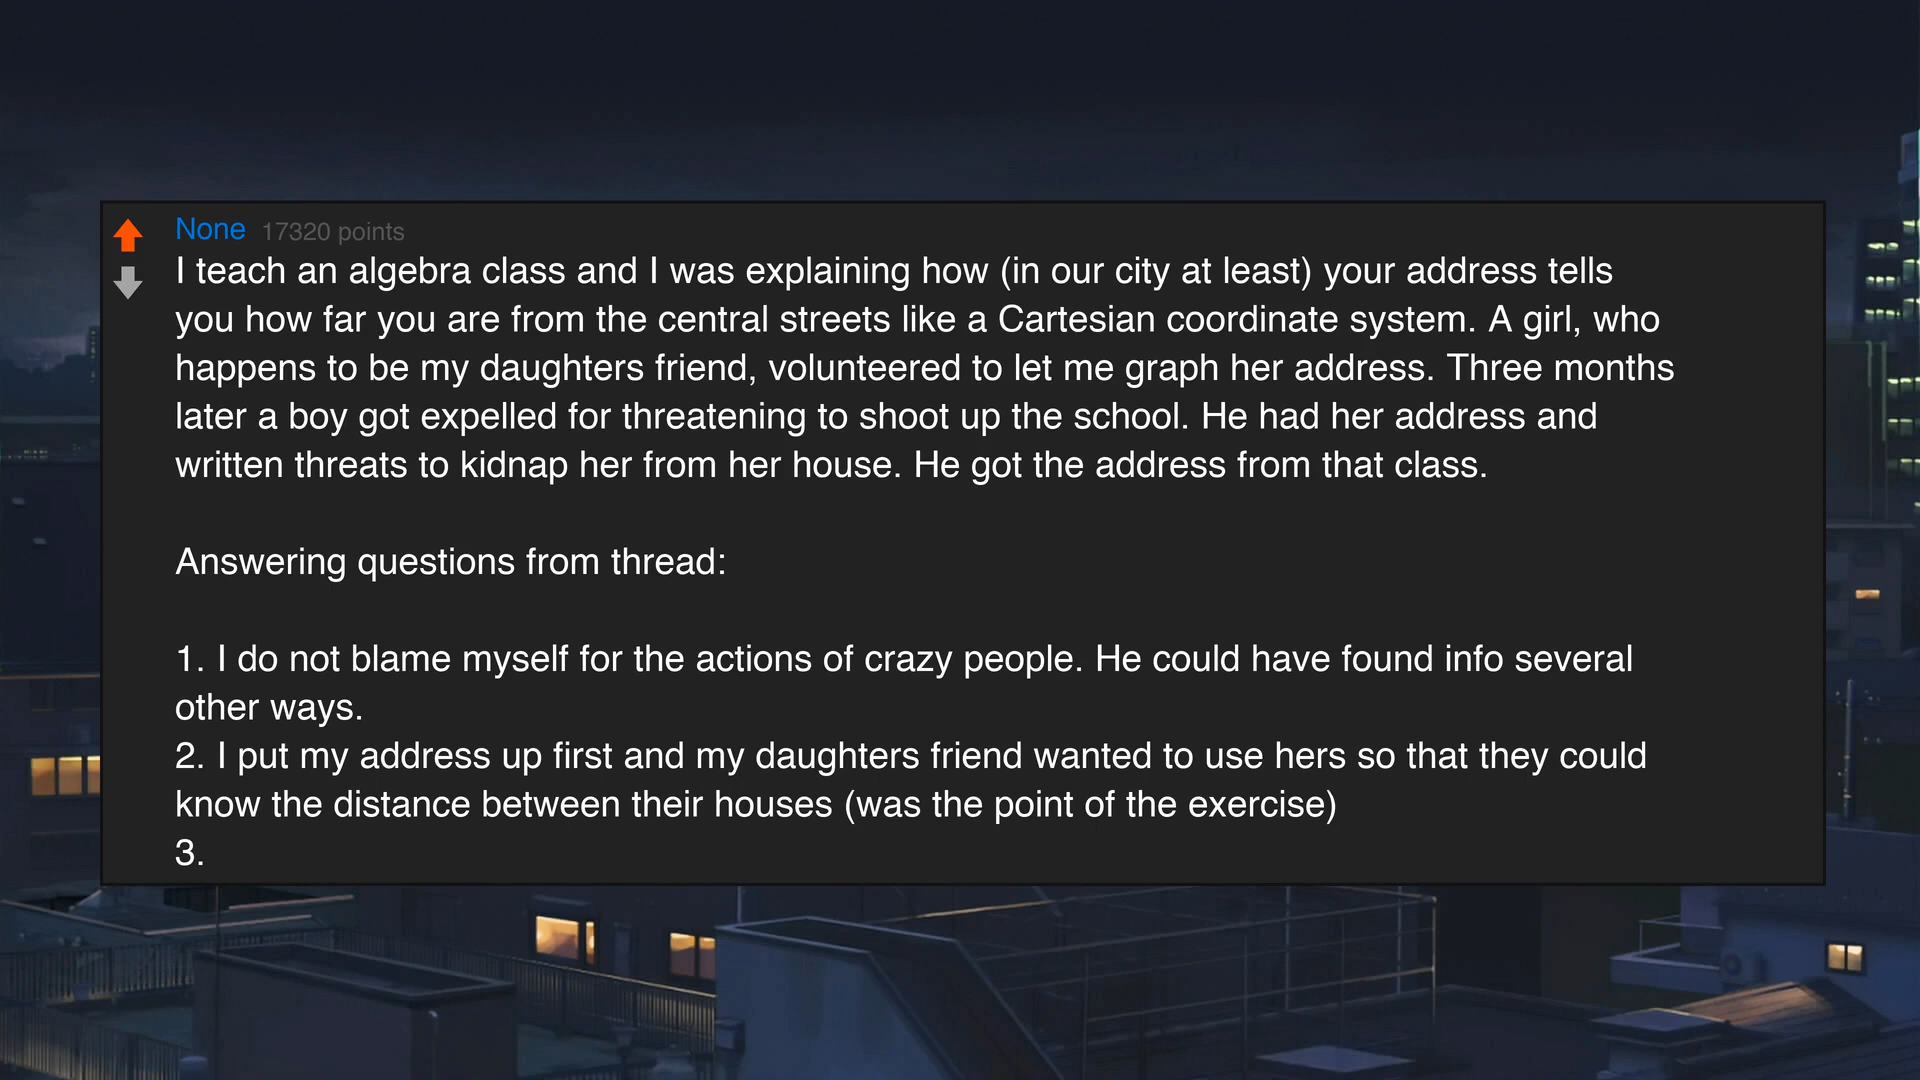 None 17320 points
I teach an algebra class and I was explaining how (in our city at least) your address tells
you how far you are from the central streets like a Cartesian coordinate system. A girl, who
happens to be my daughters friend, volunteered to let me graph her address. Three months
later a boy got expelled for threatening to shoot up the school. He had her address and
written threats to kidnap her from her house. He got the address from that class.
Answering questions from thread:
1. I do not blame myself for the actions of crazy people. He could have found info several
other ways.
2. I put my address up first and my daughters friend wanted to use hers so that they could
know the distance between their houses (was the point of the exercise)
3.